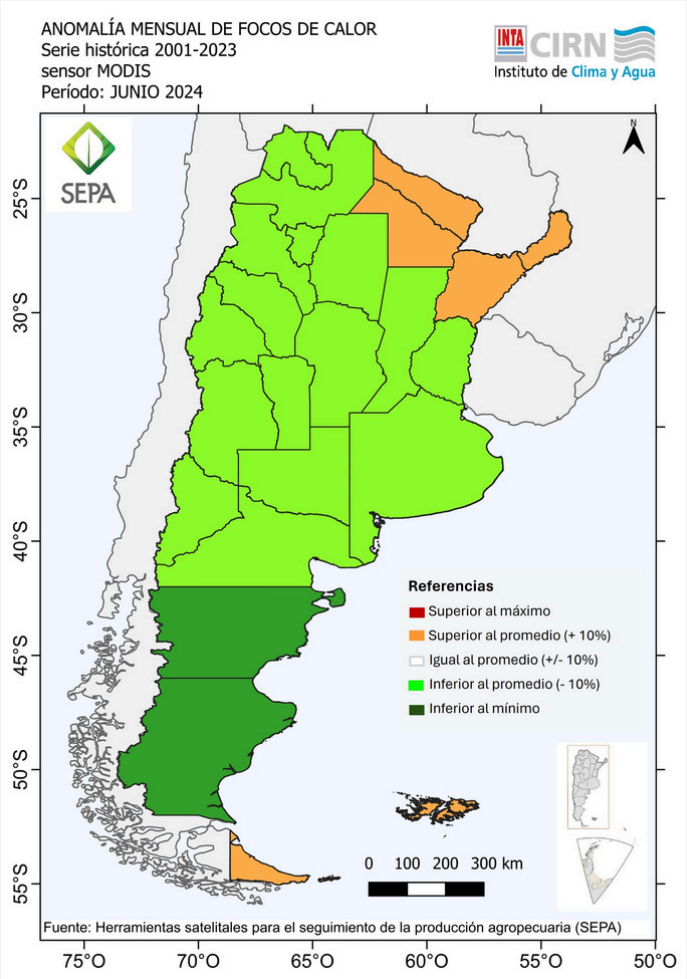 ANOMALÍA MENSUAL DE FOCOS DE CALOR
Serie histórica 2001-2023
sensor MODIS
Período: JUNIO 2024
INTA CIRN
Instituto de Clima y Agua
SEPA
N
25°S
30°S
35°S
40°S
45°S
50°S
55°S
Referencias
Superior al máximo
Superior al promedio (+ 10%)
Igual al promedio (+/- 10%)
Inferior al promedio (- 10%)
Inferior al mínimo
0 100 200 300 km
Fuente: Herramientas satelitales para el seguimiento de la producción agropecuaria (SEPA)
75°O 70°O 65°O 60°O 55°O 50°O